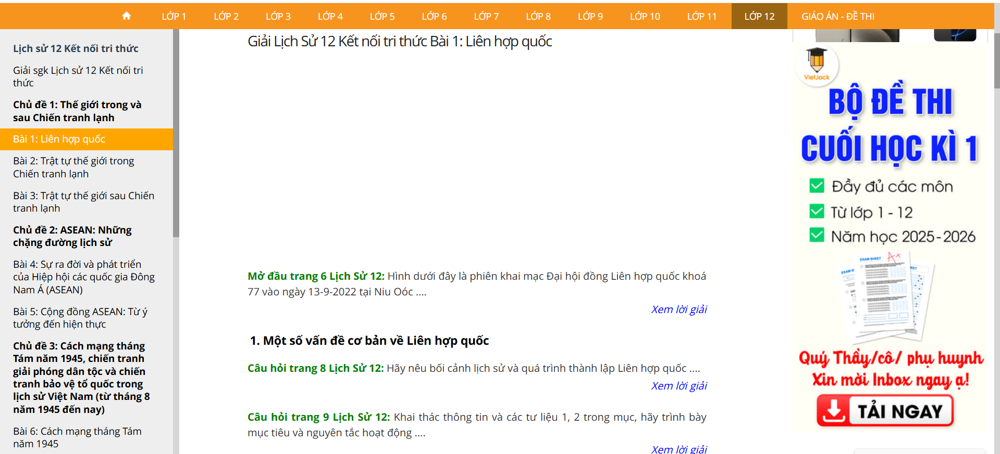 LỚP 1
LỚP 2
LỚP 3
LỚP 4
LỚP 5
LỚP 6
LỚP 7
LỚP 8
LỚP 9
LỚP 10
LỚP 11
LỚP 12
GIÁO ÁN - ĐỀ THI
Lịch sử 12 Kết nối tri thức
Giải sgk Lịch sử 12 Kết nối tri
thức
Chủ đề 1: Thế giới trong và
sau Chiến tranh lạnh
Bài 1: Liên hợp quốc
Bài 2: Trật tự thế giới trong
Chiến tranh lạnh
Bài 3: Trật tự thế giới sau Chiến
tranh lạnh
Chủ đề 2: ASEAN: Những
chặng đường lịch sử
Bài 4: Sự ra đời và phát triển
của Hiệp hội các quốc gia Đông
Nam Á (ASEAN)
Bài 5: Cộng đồng ASEAN: Từ ý
tưởng đến hiện thực
Chủ đề 3: Cách mạng tháng
Tám năm 1945, chiến tranh
giải phóng dân tộc và chiến
tranh bảo vệ tổ quốc trong
lịch sử Việt Nam (từ tháng 8
năm 1945 đến nay)
Bài 6: Cách mạng tháng Tám
năm 1945
Giải Lịch Sử 12 Kết nối tri thức Bài 1: Liên hợp quốc
Mở đầu trang 6 Lịch Sử 12: Hình dưới đây là phiên khai mạc Đại hội đồng Liên hợp quốc khoá
77 vào ngày 13-9-2022 tại Niu Oóc ....
Xem lời giải
1. Một số vấn đề cơ bản về Liên hợp quốc
Câu hỏi trang 8 Lịch Sử 12: Hãy nêu bối cảnh lịch sử và quá trình thành lập Liên hợp quốc ....
Xem lời giải
Câu hỏi trang 9 Lịch Sử 12: Khai thác thông tin và các tư liệu 1, 2 trong mục, hãy trình bày
mục tiêu và nguyên tắc hoạt động ....
Xem lời giải
VietJack
BỘ ĐỀ THI
CUỐI HỌC KÌ 1
Đầy đủ các môn
Từ lớp 1 - 12
Năm học 2025-2026
EXAM SHEET
A+
Quý Thầy/cô/ phụ huynh
Xin mời Inbox ngay ạ!
TẢI NGAY